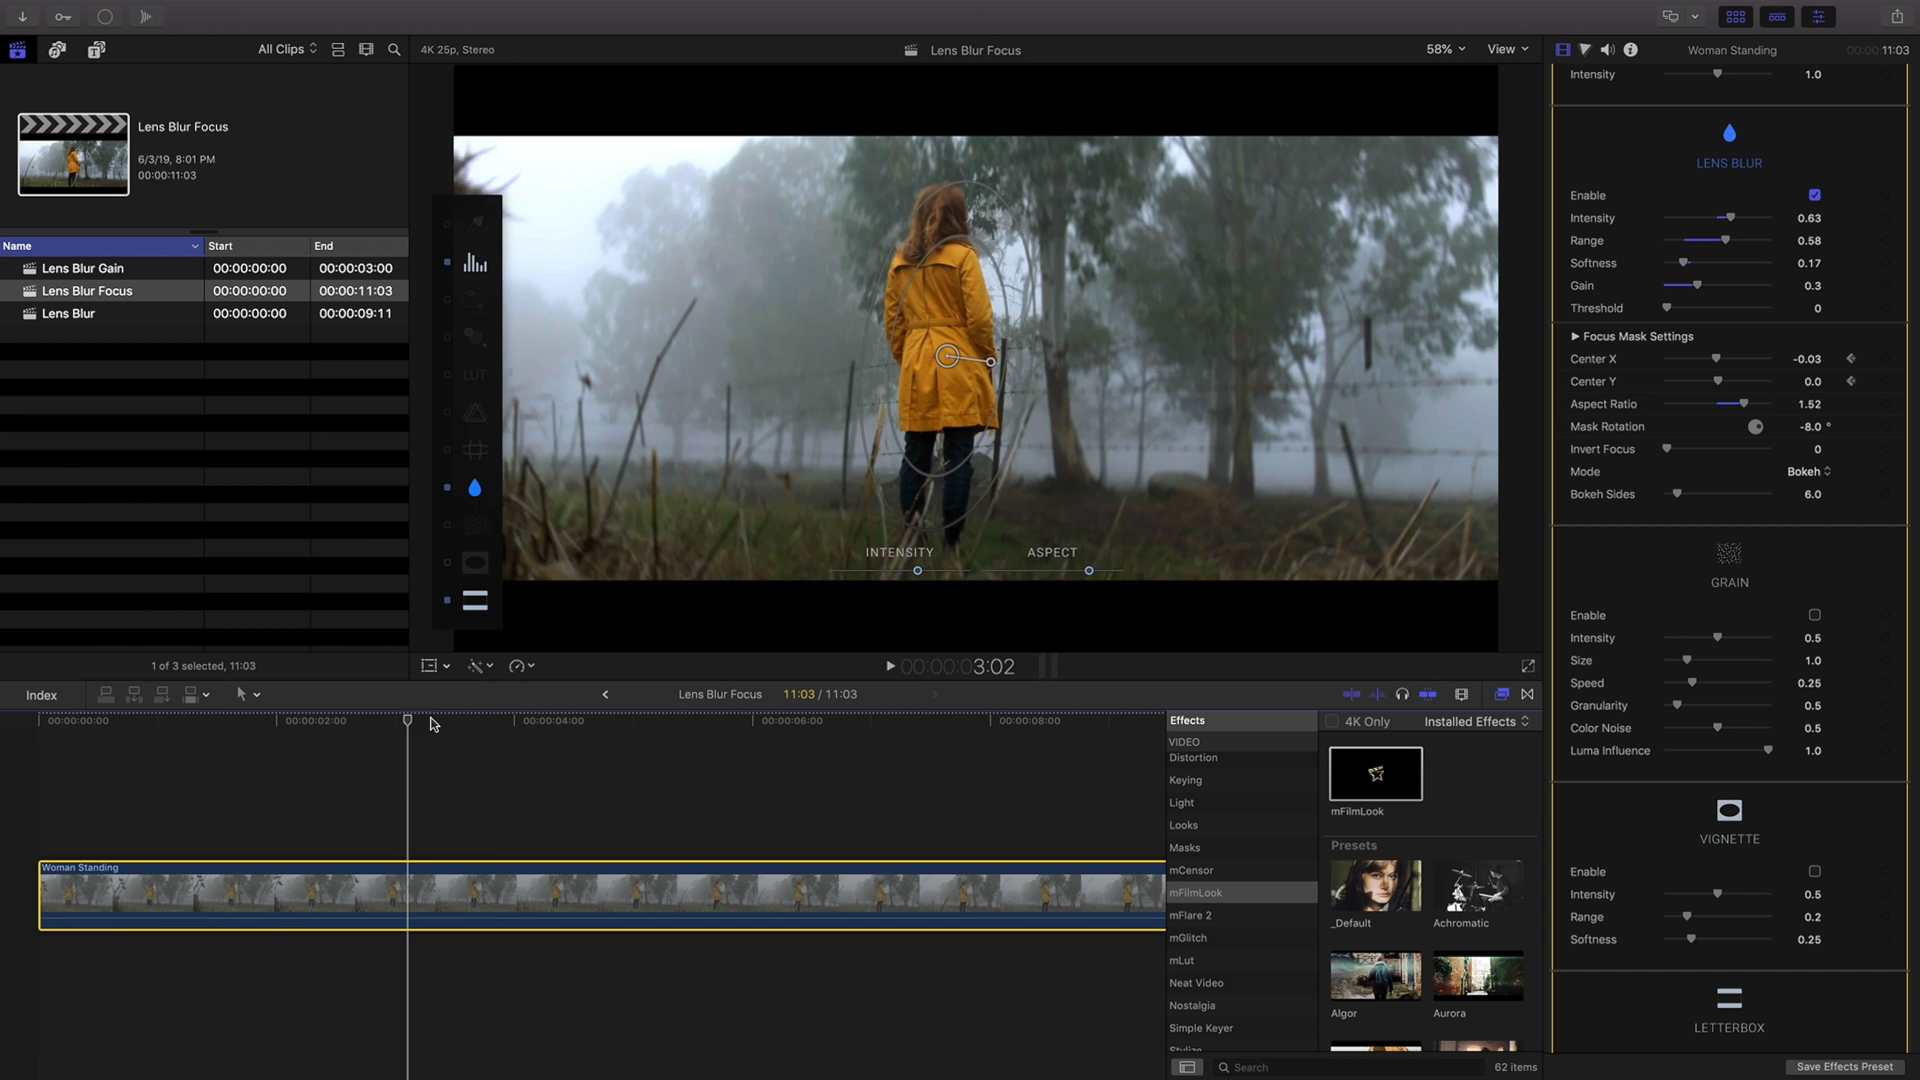 All Clips
4K 25p, Stereo
Lens Blur Focus
58%
View
Woman Standing
00:00:11:03
Lens Blur Focus
6/3/19, 8:01 PM
00:00:11:03
Name Start End
Lens Blur Gain 00:00:00:00 00:00:03:00
Lens Blur Focus 00:00:00:00 00:00:11:03
Lens Blur 00:00:00:00 00:00:09:11
1 of 3 selected, 11:03
LUT
INTENSITY
ASPECT
00:00:03:02
Intensity 1.0
LENS BLUR
Enable
Intensity 0.63
Range 0.58
Softness 0.17
Gain 0.3
Threshold 0
Focus Mask Settings
Center X -0.03
Center Y 0.0
Aspect Ratio 1.52
Mask Rotation -8.0 °
Invert Focus 0
Mode Bokeh
Bokeh Sides 6.0
GRAIN
Enable
Intensity 0.5
Size 1.0
Speed 0.25
Granularity 0.5
Color Noise 0.5
Luma Influence 1.0
VIGNETTE
Enable
Intensity 0.5
Range 0.2
Softness 0.25
LETTERBOX
Save Effects Preset
Index
Lens Blur Focus
11:03 / 11:03
00:00:00:00
00:00:02:00
00:00:04:00
00:00:06:00
00:00:08:00
Woman Standing
Effects
VIDEO
Distortion
Keying
Light
Looks
Masks
mCensor
mFilmLook
mFlare 2
mGlitch
mLut
Neat Video
Nostalgia
Simple Keyer
Stylize
4K Only
Installed Effects
mFilmLook
Presets
_Default
Achromatic
Algor
Aurora
Search
62 items